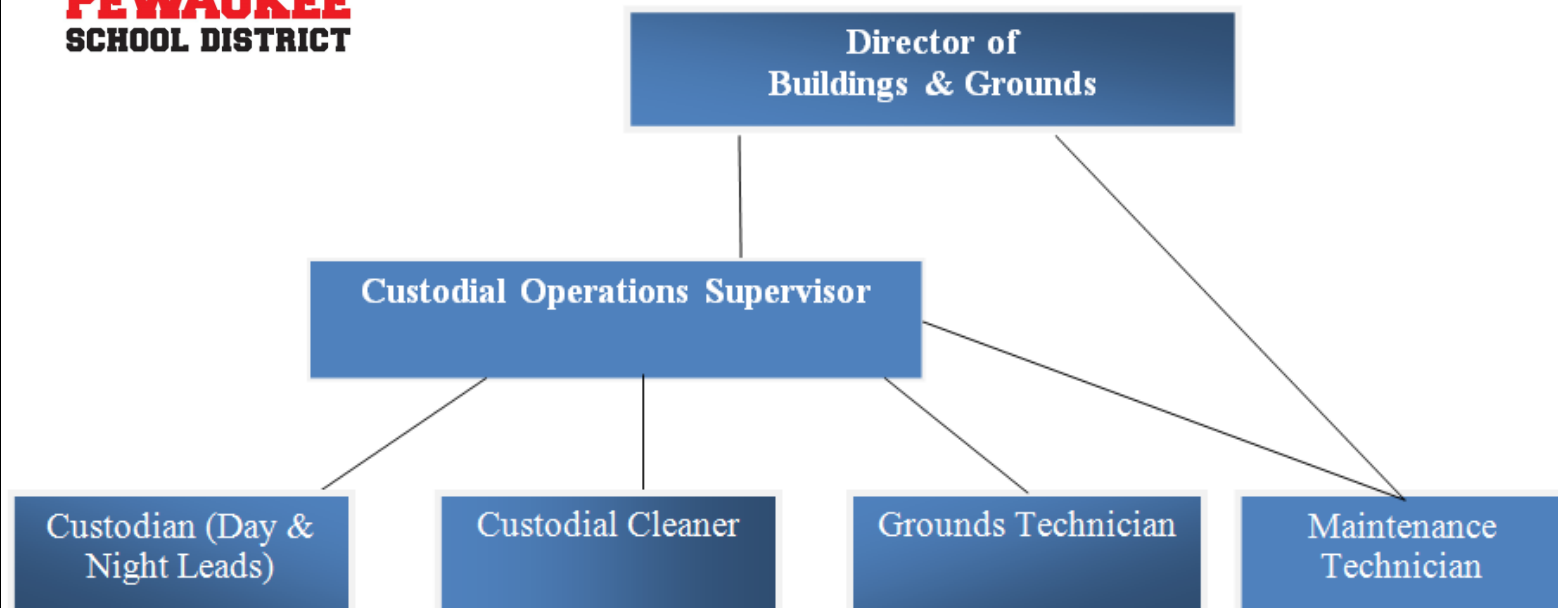 PEWAUKEE
SCHOOL DISTRICT
Director of
Buildings & Grounds
Custodial Operations Supervisor
Custodian (Day &
Night Leads)
Custodial Cleaner
Grounds Technician
Maintenance
Technician